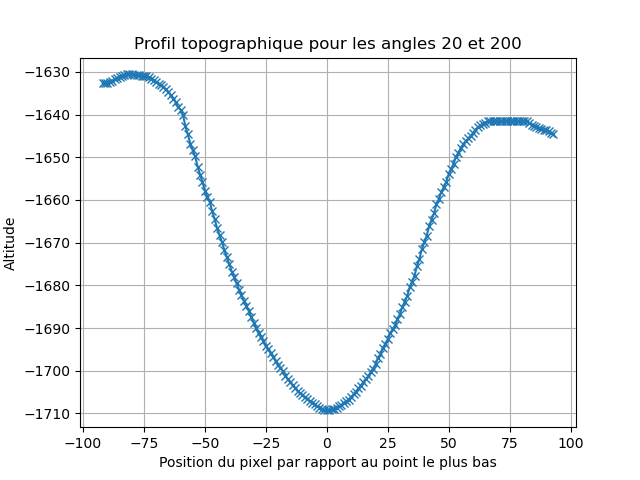 Profil topographique pour les angles 20 et 200
Altitude
−1630
−1640
−1650
−1660
−1670
−1680
−1690
−1700
−1710
−100 −75 −50 −25 0 25 50 75 100
Position du pixel par rapport au point le plus bas